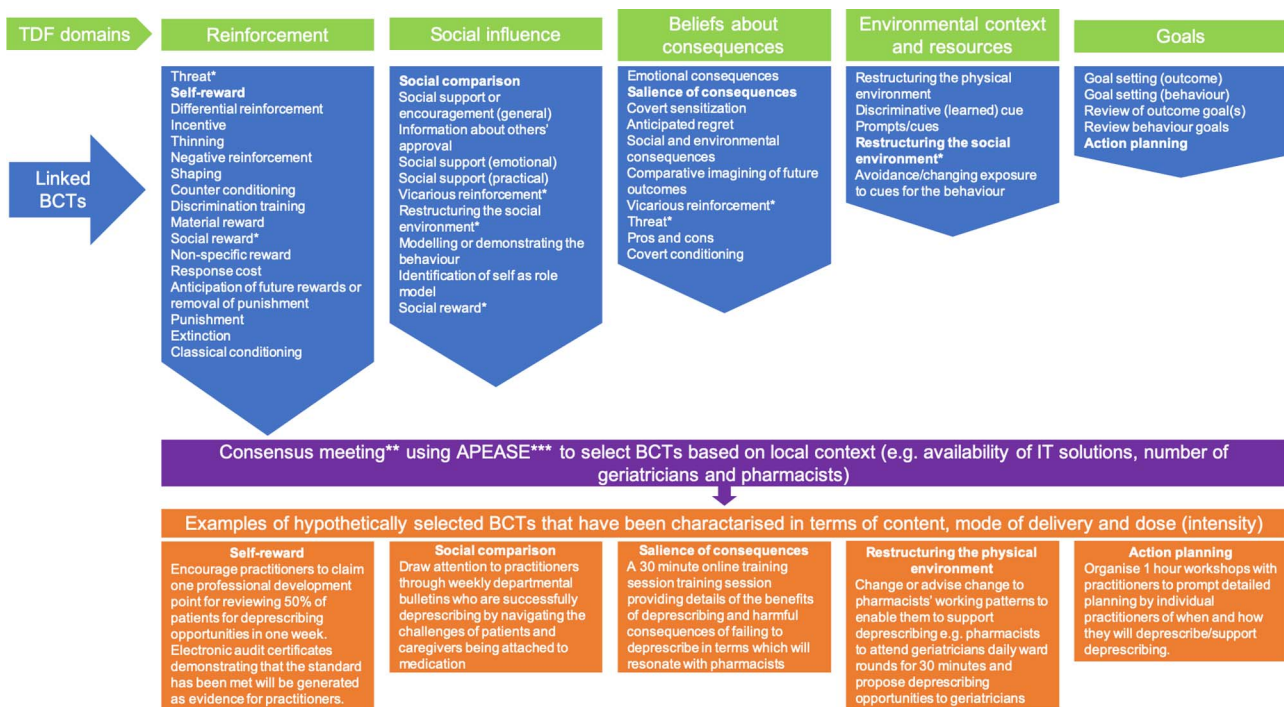 TDF domains
Reinforcement
Social influence
Beliefs about
consequences
Environmental context
and resources
Goals
Linked
BCTs
Threat*
Self-reward
Differential reinforcement
Incentive
Thinning
Negative reinforcement
Shaping
Counter conditioning
Discrimination training
Material reward
Social reward*
Non-specific reward
Response cost
Anticipation of future rewards or
removal of punishment
Punishment
Extinction
Classical conditioning
Social comparison
Social support or
encouragement (general)
Information about others'
approval
Social support (emotional)
Social support (practical)
Vicarious reinforcement*
Restructuring the social
environment*
Modelling or demonstrating the
behaviour
Identification of self as role
model
Social reward*
Emotional consequences
Salience of consequences
Covert sensitization
Anticipated regret
Social and environmental
consequences
Comparative imagining of future
outcomes
Vicarious reinforcement*
Threat*
Pros and cons
Covert conditioning
Restructuring the physical
environment
Discriminative (learned) cue
Prompts/cues
Restructuring the social
environment*
Avoidance/changing exposure
to cues for the behaviour
Goal setting (outcome)
Goal setting (behaviour)
Review of outcome goal(s)
Review behaviour goals
Action planning
Consensus meeting** using APEASE*** to select BCTs based on local context (e.g. availability of IT solutions, number of
geriatricians and pharmacists)
Examples of hypothetically selected BCTs that have been charactarised in terms of content, mode of delivery and dose (intensity)
Self-reward
Encourage practitioners to claim
one professional development
point for reviewing 50% of
patients for deprescribing
opportunities in one week.
Electronic audit certificates
demonstrating that the standard
has been met will be generated
as evidence for practitioners.
Social comparison
Draw attention to practitioners
through weekly departmental
bulletins who are successfully
deprescribing by navigating the
challenges of patients and
caregivers being attached to
medication
Salience of consequences
A 30 minute online training
session training session
providing details of the benefits
of deprescribing and harmful
consequences of failing to
deprescribe in terms which will
resonate with pharmacists
Restructuring the physical
environment
Change or advise change to
pharmacists' working patterns to
enable them to support
deprescribing e.g. pharmacists
to attend geriatricians daily ward
rounds for 30 minutes and
propose deprescribing
opportunities to geriatricians
Action planning
Organise 1 hour workshops with
practitioners to prompt detailed
planning by individual
practitioners of when and how
they will deprescribe/support
deprescribing.